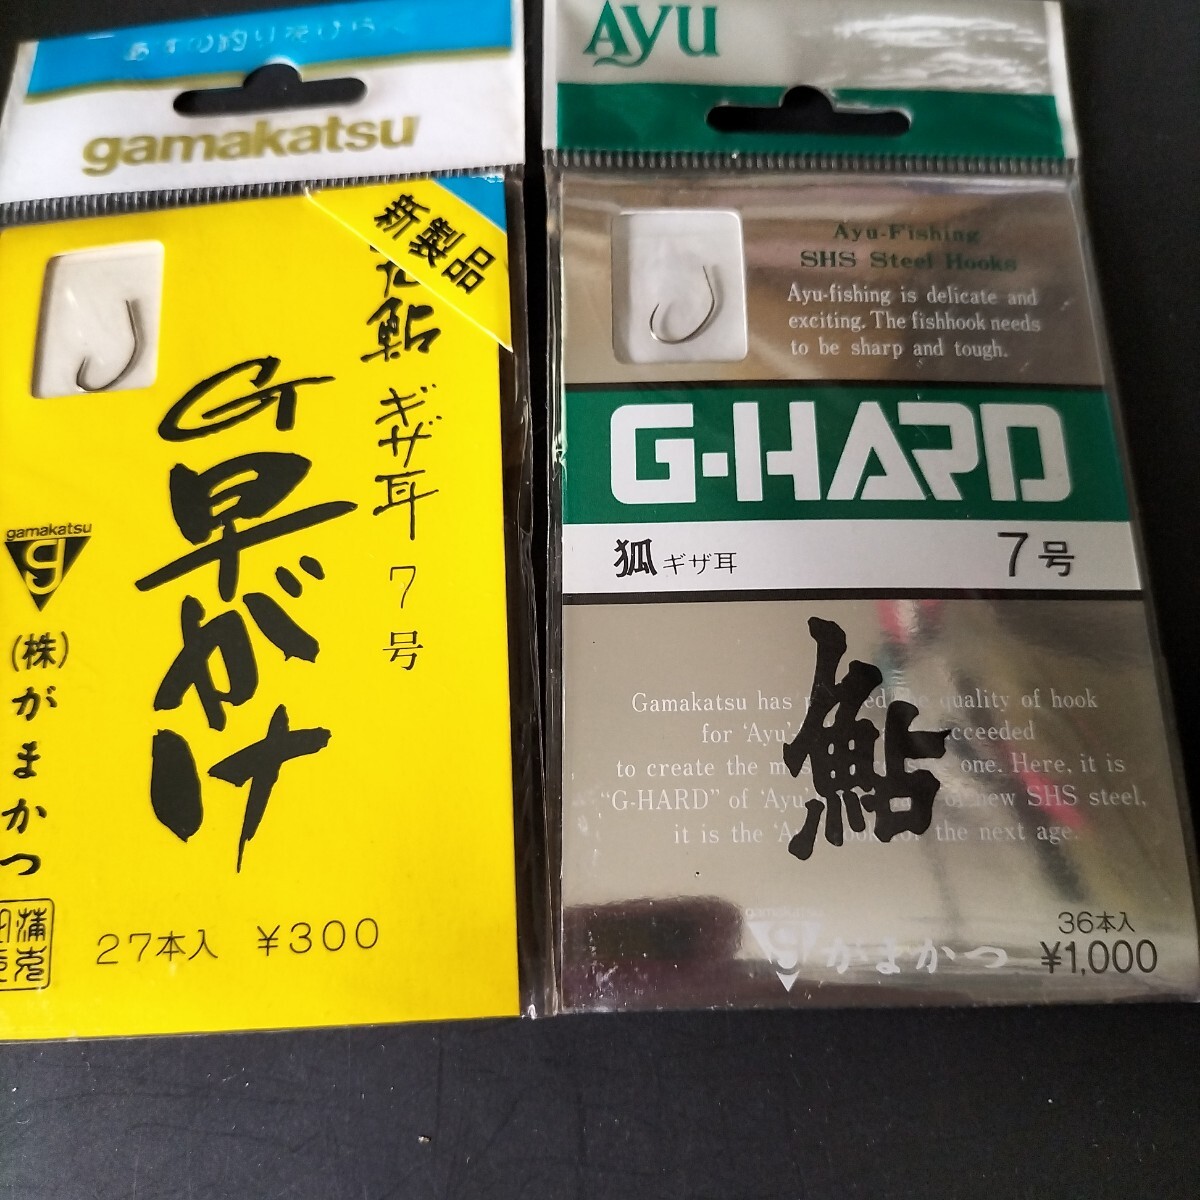 gamakatsu
新製品
鮎
ギザ耳
7号
G早がけ
gamakatsu
g
(株)がまかつ
27本入 ¥300
AYU
Ayu-Fishing
SHS Steel Hooks
Ayu-fishing is delicate and
exciting. The fishhook needs
to be sharp and tough.
G・HARD
狐 ギザ耳 7号
鮎
Gamakatsu has quality of hook
for 'Ayu'
to create the one. Here, it is
"G-HARD" of 'Ayu' new SHS steel,
it is the the next age.
gamakatsu
g がまかつ
36本入
¥1,000